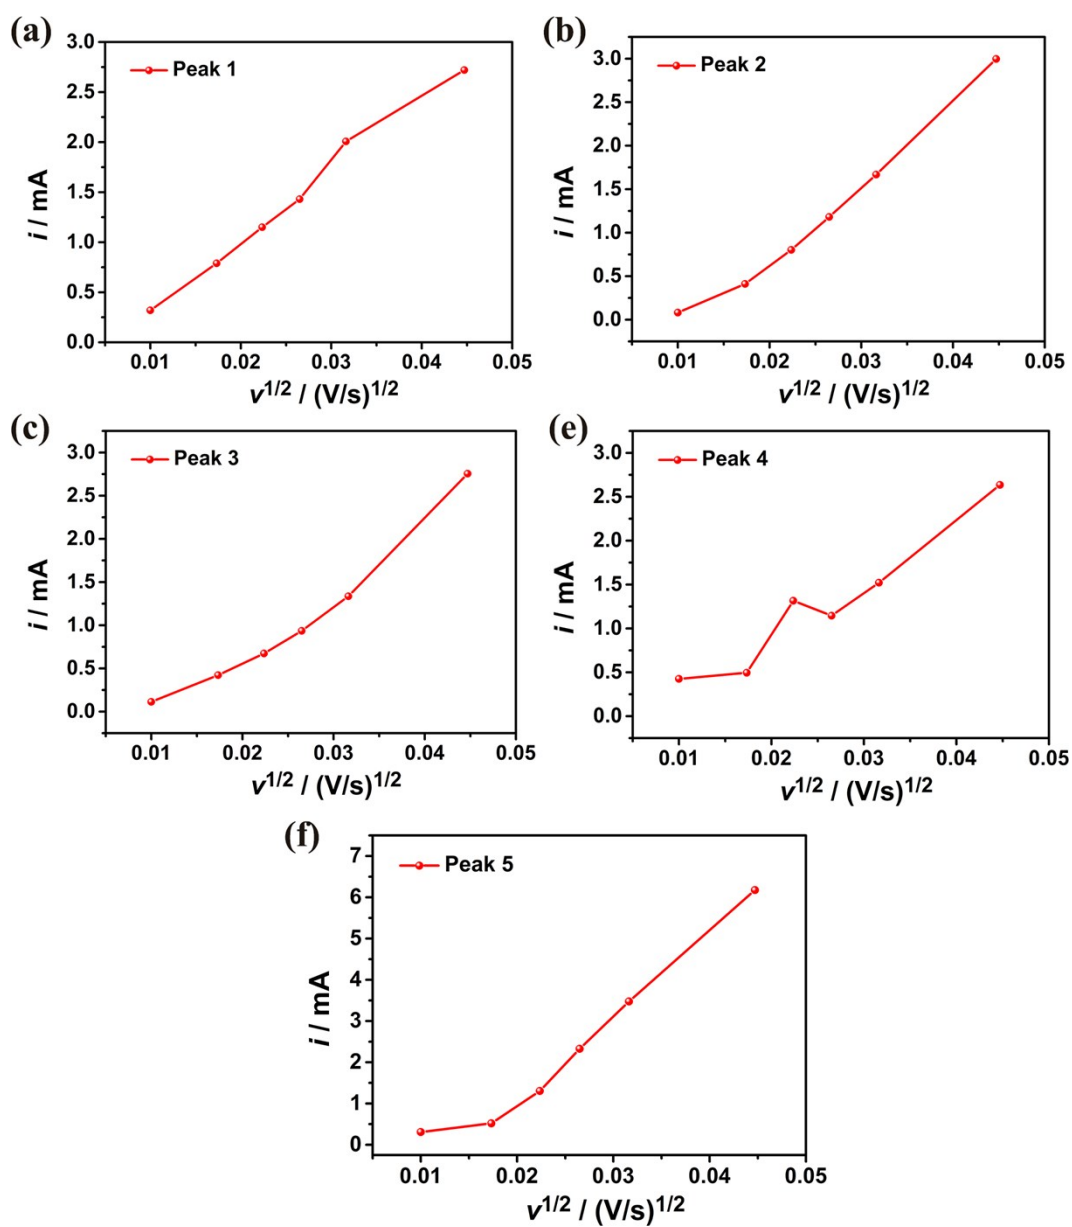 (a)
3.0
2.5
2.0
1.5
1.0
0.5
0.0
i / mA
Peak 1
0.01 0.02 0.03 0.04 0.05
v^1/2 / (V/s)^1/2
(b)
3.0
2.5
2.0
1.5
1.0
0.5
0.0
i / mA
Peak 2
0.01 0.02 0.03 0.04 0.05
v^1/2 / (V/s)^1/2
(c)
3.0
2.5
2.0
1.5
1.0
0.5
0.0
i / mA
Peak 3
0.01 0.02 0.03 0.04 0.05
v^1/2 / (V/s)^1/2
(e)
3.0
2.5
2.0
1.5
1.0
0.5
0.0
i / mA
Peak 4
0.01 0.02 0.03 0.04 0.05
v^1/2 / (V/s)^1/2
(f)
7
6
5
4
3
2
1
0
i / mA
Peak 5
0.01 0.02 0.03 0.04 0.05
v^1/2 / (V/s)^1/2